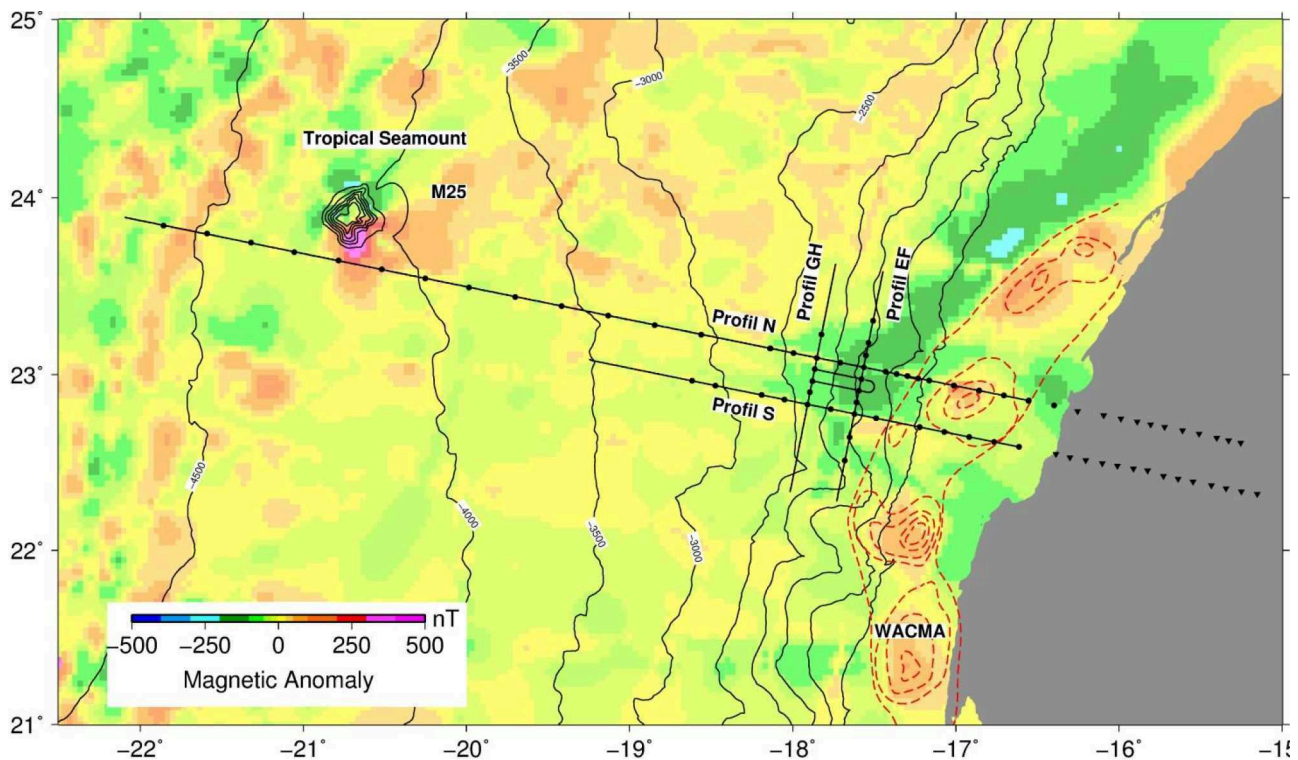 25˚
24˚
23˚
22˚
21˚
−3500
−3000
−2500
Tropical Seamount
M25
Profil GH
Profil EF
Profil N
Profil S
−4500
−4000
−3500
−3000
WACMA
nT
−500 −250 0 250 500
Magnetic Anomaly
−22˚ −21˚ −20˚ −19˚ −18˚ −17˚ −16˚ −15